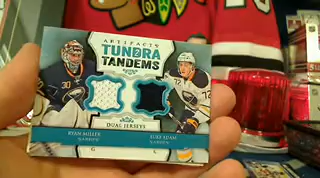 ARTIFACTS
TUNDRA
TANDEMS
DUAL JERSEYS
RYAN MILLER
LUKE ADAM
G